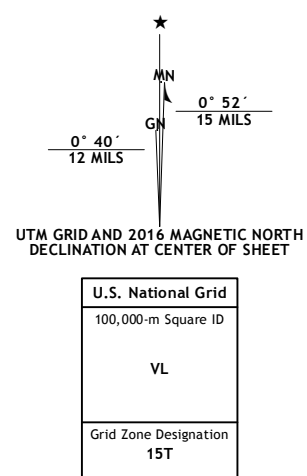 ★
MN
0° 52´
15 MILS
GN
0° 40´
12 MILS
UTM GRID AND 2016 MAGNETIC NORTH
DECLINATION AT CENTER OF SHEET
U.S. National Grid
100,000-m Square ID
VL
Grid Zone Designation
15T